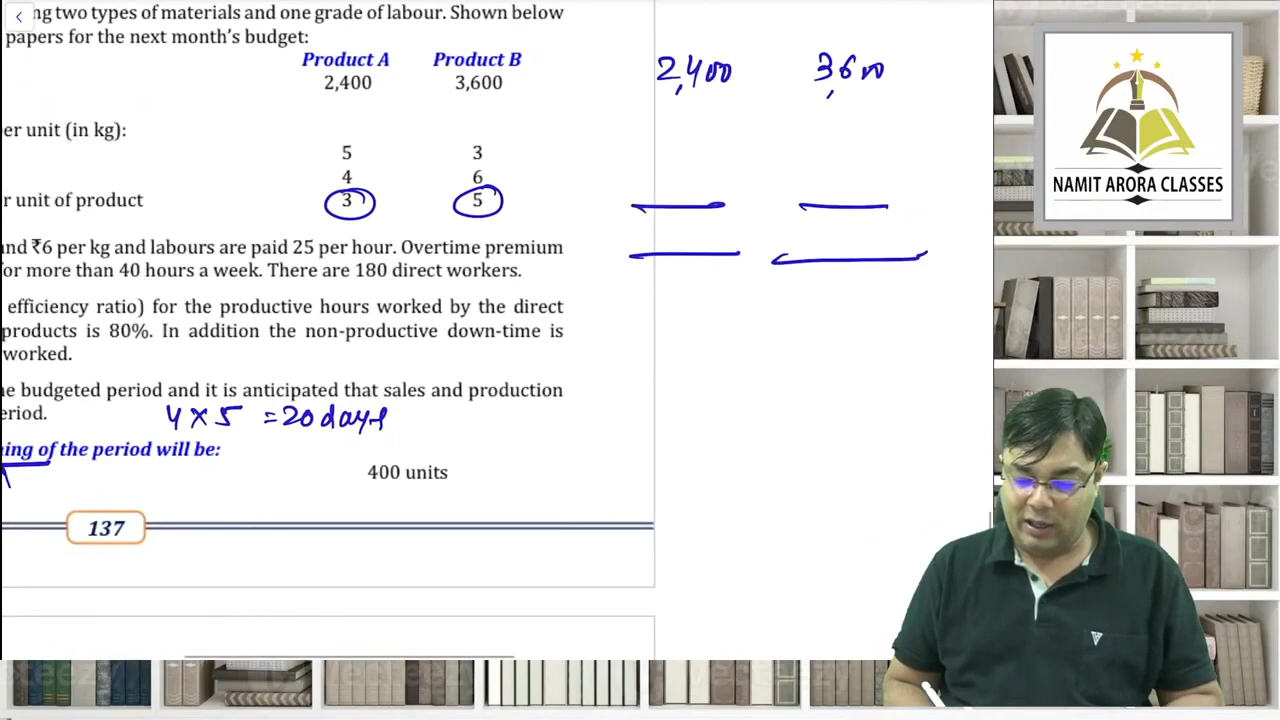 ng two types of materials and one grade of labour. Shown below
papers for the next month's budget:
Product A Product B
2,400 3,600
er unit (in kg):
5 3
4 6
r unit of product 3 5
nd ₹6 per kg and labours are paid 25 per hour. Overtime premium
or more than 40 hours a week. There are 180 direct workers.
efficiency ratio) for the productive hours worked by the direct
products is 80%. In addition the non-productive down-time is
worked.
he budgeted period and it is anticipated that sales and production
eriod.
4 x 5 = 20 days
ning of the period will be:
400 units
137
2,400 3,600
NAMIT ARORA CLASSES